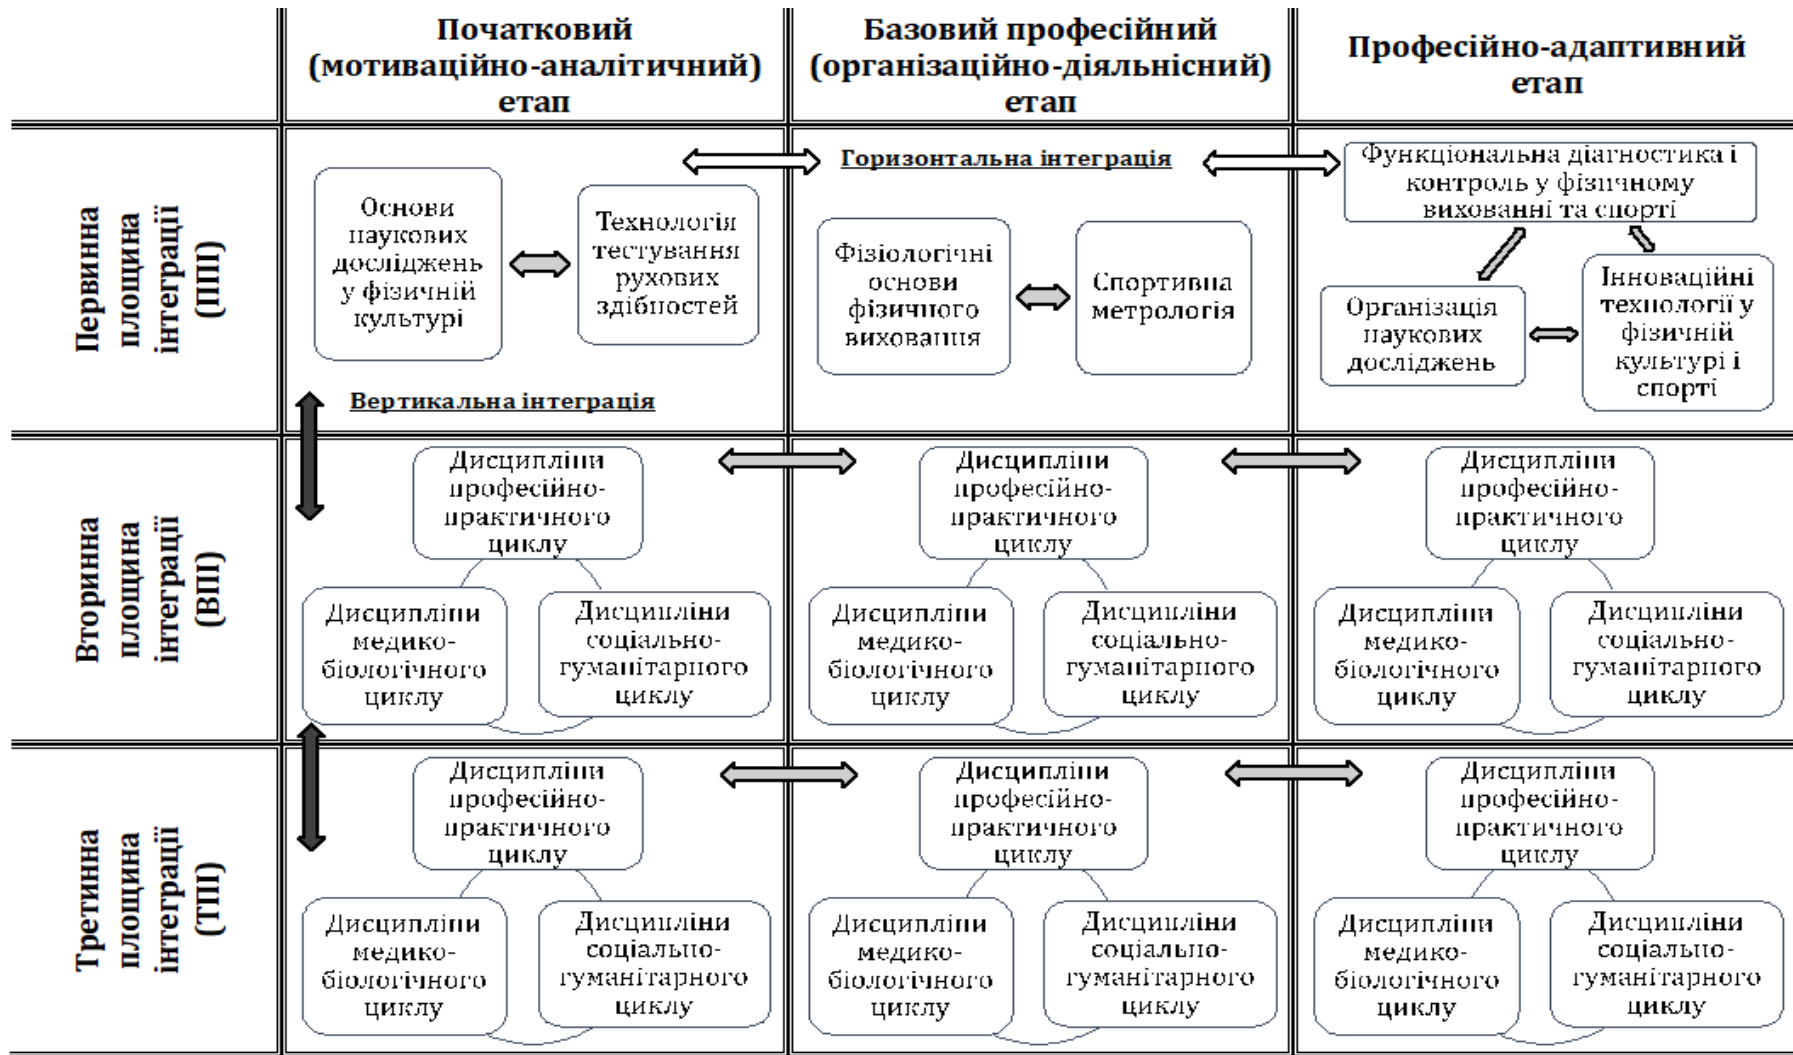 Початковий
(мотиваційно-аналітичний)
етап
Базовий професійний
(організаційно-діяльнісний)
етап
Професійно-адаптивний
етап
Первинна
площина
інтеграції
(ППІ)
Основи
наукових
досліджень
у фізичній
культурі
Технологія
тестування
рухових
здібностей
Горизонтальна інтеграція
Фізіологічні
основи
фізичного
виховання
Спортивна
метрологія
Функціональна діагностика і
контроль у фізичному
вихованні та спорті
Організація
наукових
досліджень
Інноваційні
технології у
фізичній
культурі і
спорті
Вертикальна інтеграція
Вторинна
площина
інтеграції
(ВПІ)
Дисципліни
професійно-
практичного
циклу
Дисципліни
медико-
біологічного
циклу
Дисципліни
соціально-
гуманітарного
циклу
Дисципліни
професійно-
практичного
циклу
Дисципліни
медико-
біологічного
циклу
Дисципліни
соціально-
гуманітарного
циклу
Дисципліни
професійно-
практичного
циклу
Дисципліни
медико-
біологічного
циклу
Дисципліни
соціально-
гуманітарного
циклу
Третинна
площина
інтеграції
(ТПІ)
Дисципліни
професійно-
практичного
циклу
Дисципліни
медико-
біологічного
циклу
Дисципліни
соціально-
гуманітарного
циклу
Дисципліни
професійно-
практичного
циклу
Дисципліни
медико-
біологічного
циклу
Дисципліни
соціально-
гуманітарного
циклу
Дисципліни
професійно-
практичного
циклу
Дисципліни
медико-
біологічного
циклу
Дисципліни
соціально-
гуманітарного
циклу